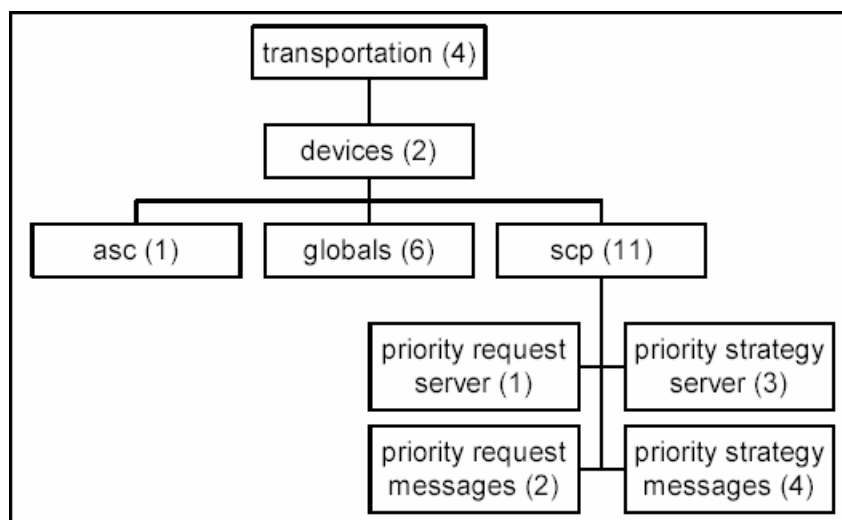 transportation (4)
devices (2)
asc (1)
globals (6)
scp (11)
priority request
server (1)
priority strategy
server (3)
priority request
messages (2)
priority strategy
messages (4)